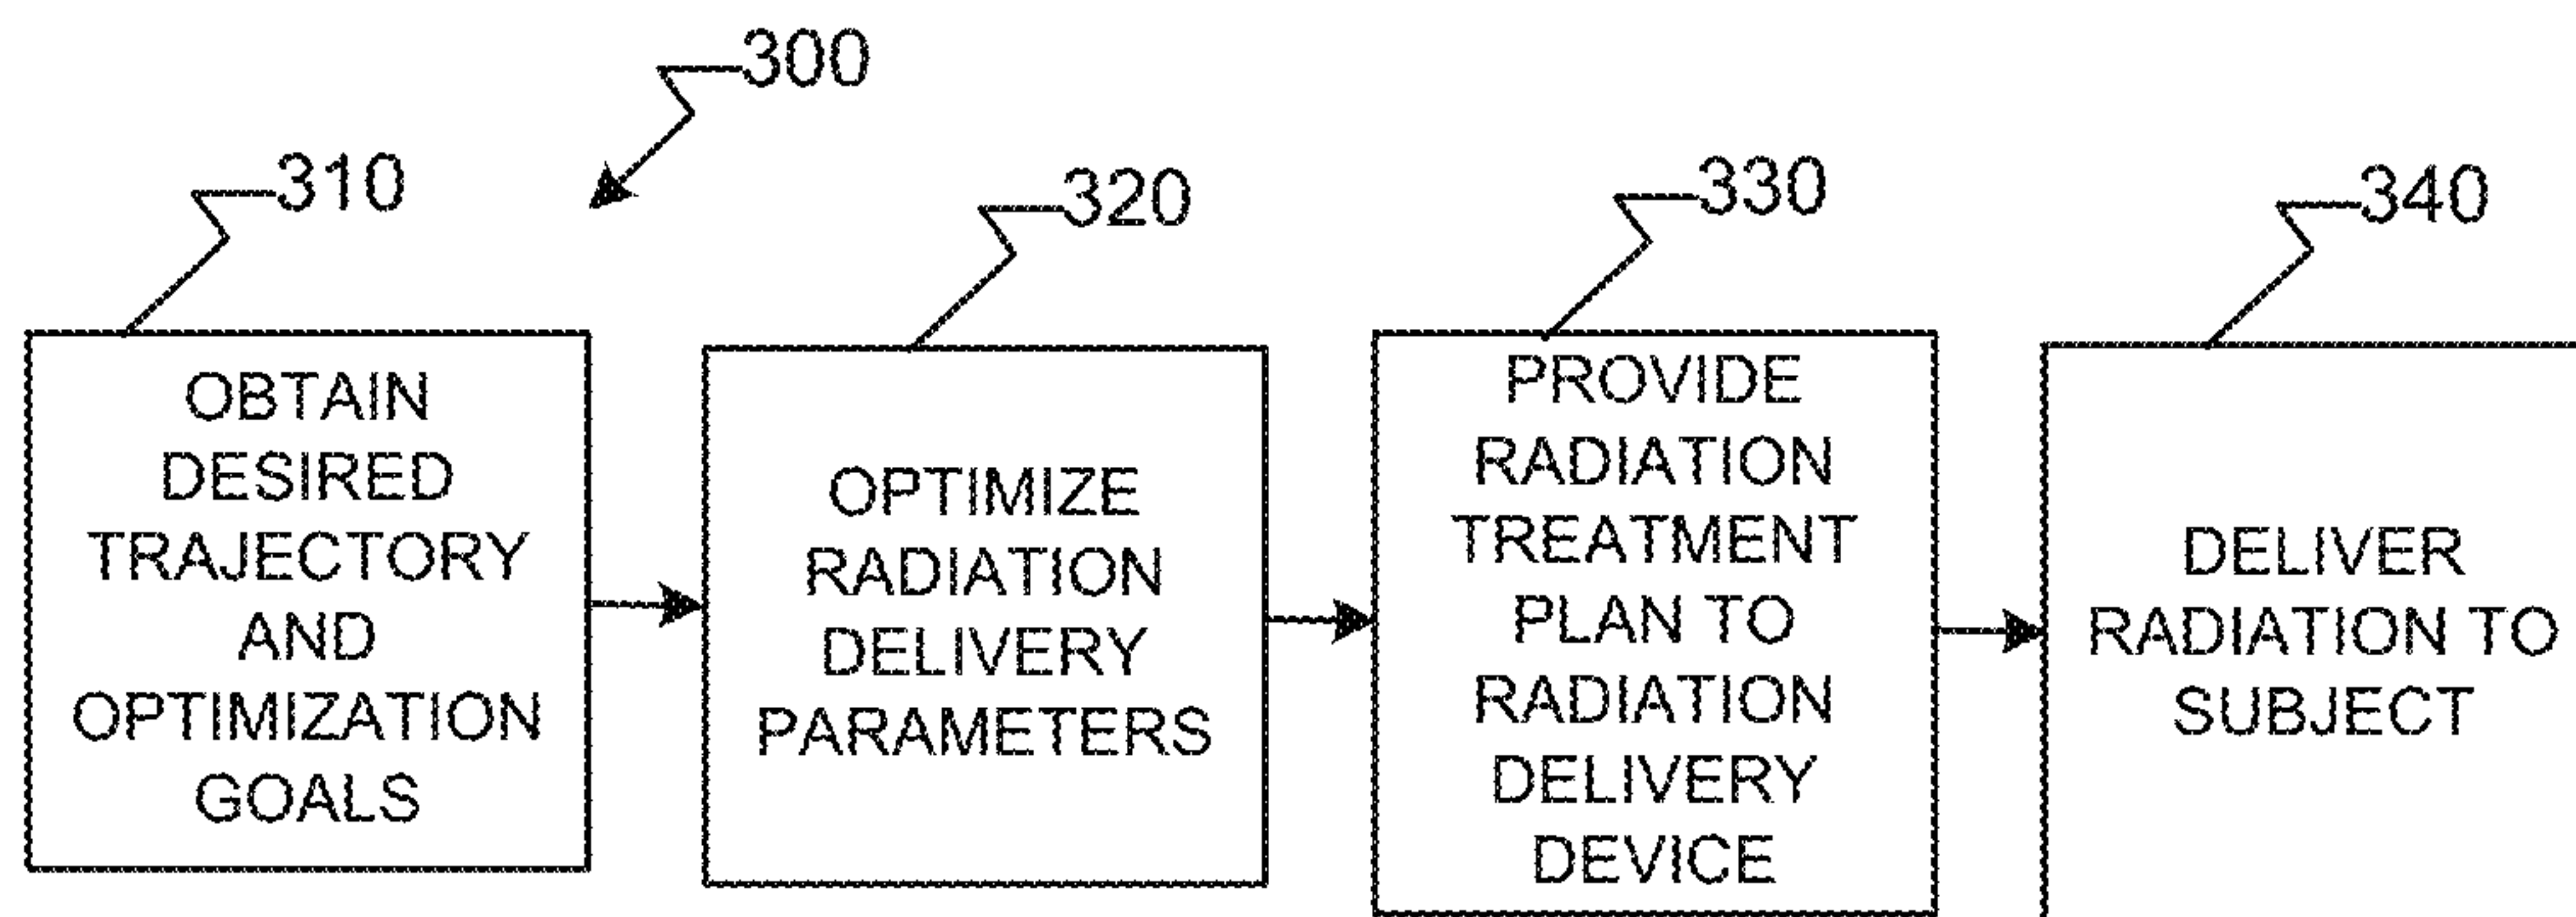 300
310
320
330
340
OBTAIN
DESIRED
TRAJECTORY
AND
OPTIMIZATION
GOALS
OPTIMIZE
RADIATION
DELIVERY
PARAMETERS
PROVIDE
RADIATION
TREATMENT
PLAN TO
RADIATION
DELIVERY
DEVICE
DELIVER
RADIATION TO
SUBJECT